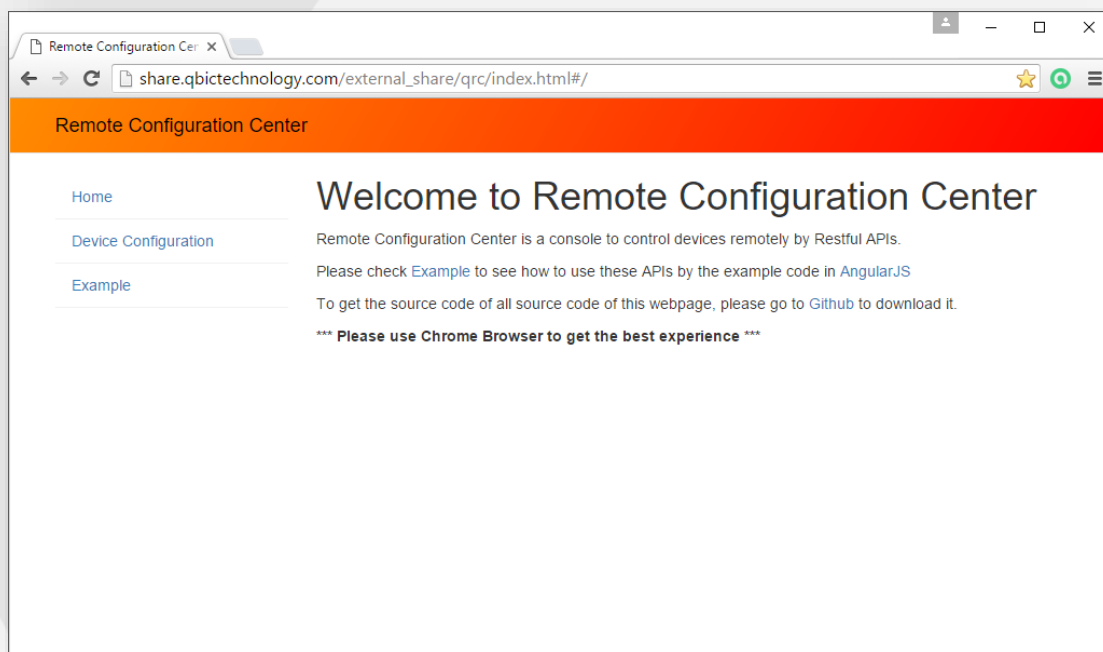 Remote Configuration Cer
share.qbictechnology.com/external_share/qrc/index.html#/
Remote Configuration Center
Home
Device Configuration
Example
Welcome to Remote Configuration Center
Remote Configuration Center is a console to control devices remotely by Restful APIs.
Please check Example to see how to use these APIs by the example code in AngularJS
To get the source code of all source code of this webpage, please go to Github to download it.
*** Please use Chrome Browser to get the best experience ***